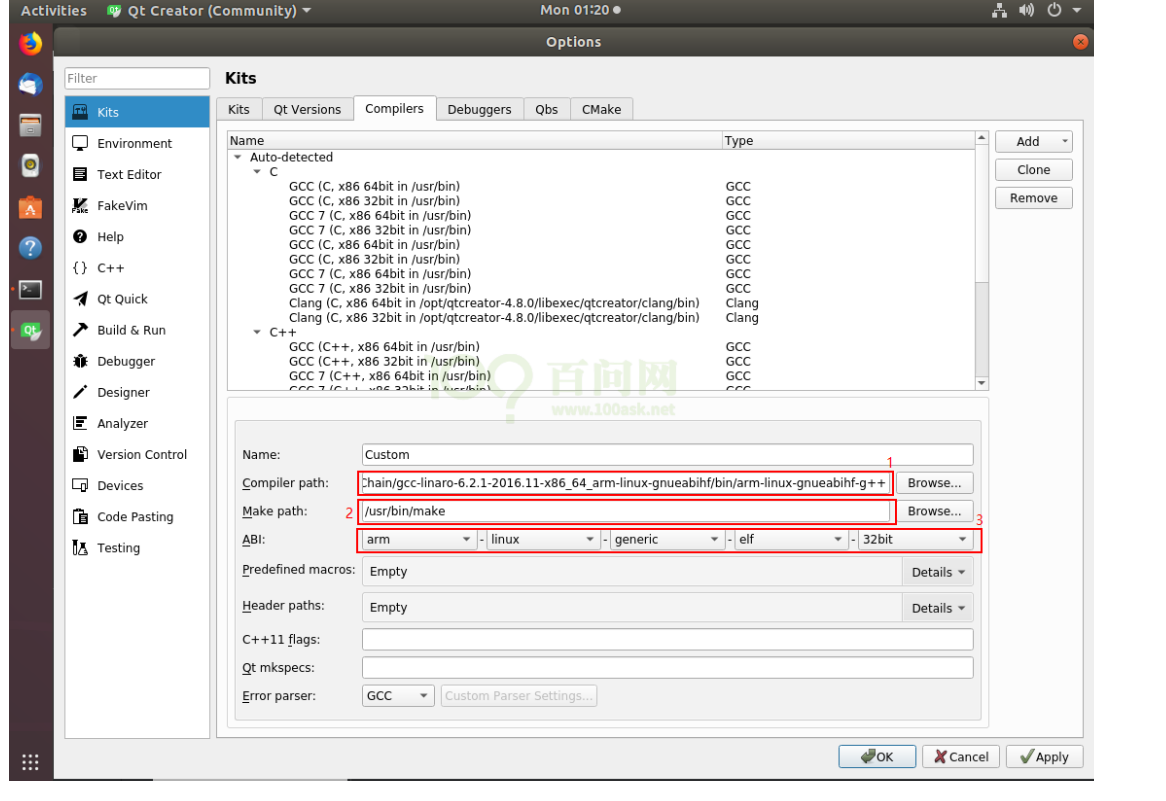 Activities Qt Creator (Community) Mon 01:20
Options
Filter
Kits
Kits
Environment
Text Editor
FakeVim
Help
C++
Qt Quick
Build & Run
Debugger
Designer
Analyzer
Version Control
Devices
Code Pasting
Testing
Kits Qt Versions Compilers Debuggers Qbs CMake
Name Type
Auto-detected
C
GCC (C, x86 64bit in /usr/bin) GCC
GCC (C, x86 32bit in /usr/bin) GCC
GCC 7 (C, x86 64bit in /usr/bin) GCC
GCC 7 (C, x86 32bit in /usr/bin) GCC
GCC (C, x86 64bit in /usr/bin) GCC
GCC (C, x86 32bit in /usr/bin) GCC
GCC 7 (C, x86 64bit in /usr/bin) GCC
GCC 7 (C, x86 32bit in /usr/bin) GCC
Clang (C, x86 64bit in /opt/qtcreator-4.8.0/libexec/qtcreator/clang/bin) Clang
Clang (C, x86 32bit in /opt/qtcreator-4.8.0/libexec/qtcreator/clang/bin) Clang
C++
GCC (C++, x86 64bit in /usr/bin) GCC
GCC (C++, x86 32bit in /usr/bin) GCC
GCC 7 (C++, x86 64bit in /usr/bin) GCC
GCC 7 (C++, x86 32bit in /usr/bin) GCC
Add
Clone
Remove
百问网
www.100ask.net
Name: Custom
1
Compiler path: Chain/gcc-linaro-6.2.1-2016.11-x86_64_arm-linux-gnueabihf/bin/arm-linux-gnueabihf-g++ Browse...
Make path: 2 /usr/bin/make Browse...
3
ABI: arm - linux - generic - elf - 32bit
Predefined macros: Empty Details
Header paths: Empty Details
C++11 flags:
Qt mkspecs:
Error parser: GCC Custom Parser Settings...
OK Cancel Apply